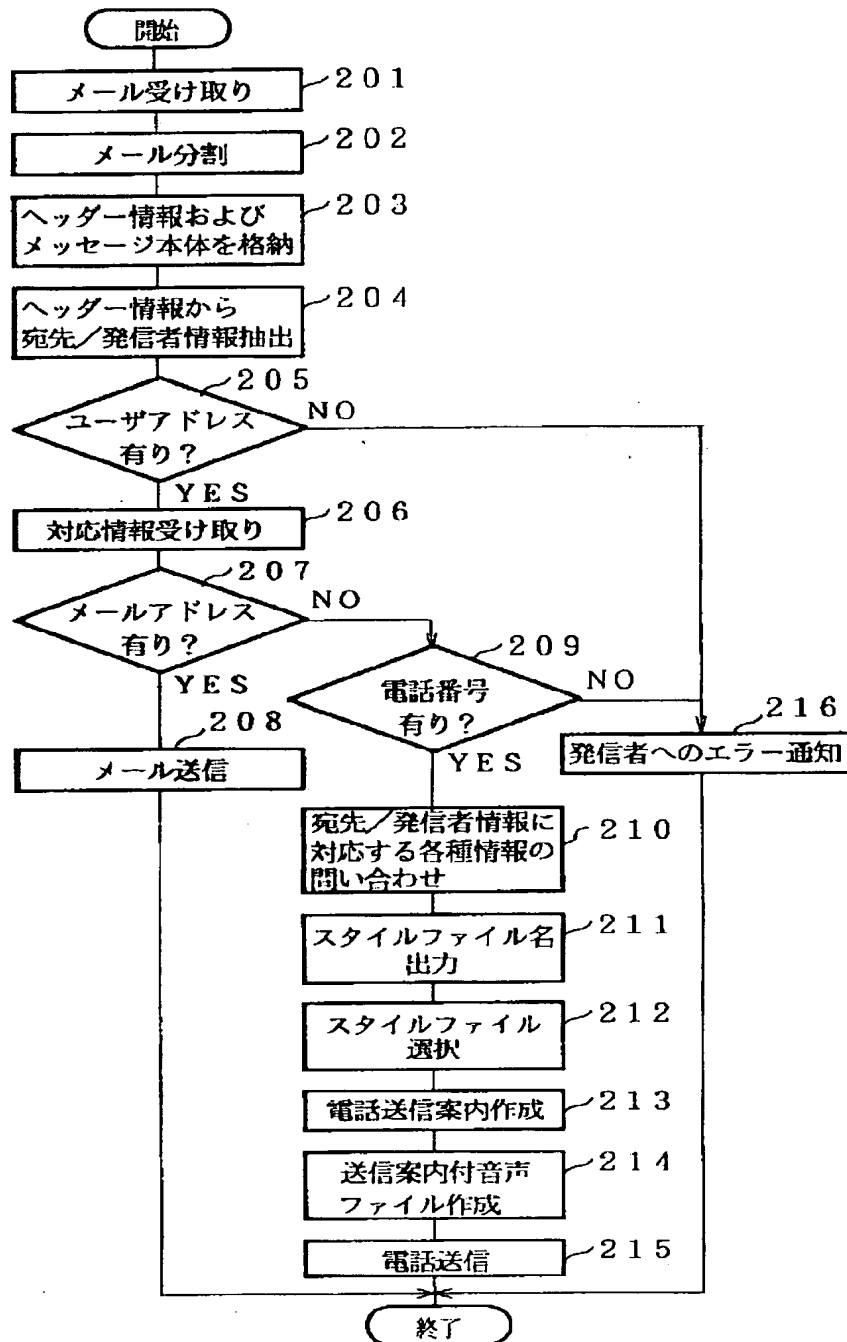 開始
メール受け取り
201
メール分割
202
ヘッダー情報および
メッセージ本体を格納
203
ヘッダー情報から
宛先／発信者情報抽出
204
205
ユーザアドレス
有り？
NO
YES
対応情報受け取り
206
207
メールアドレス
有り？
NO
YES
209
電話番号
有り？
NO
YES
208
メール送信
216
発信者へのエラー通知
宛先／発信者情報に
対応する各種情報の
問い合わせ
210
スタイルファイル名
出力
211
スタイルファイル
選択
212
電話送信案内作成
213
送信案内付音声
ファイル作成
214
電話送信
215
終了